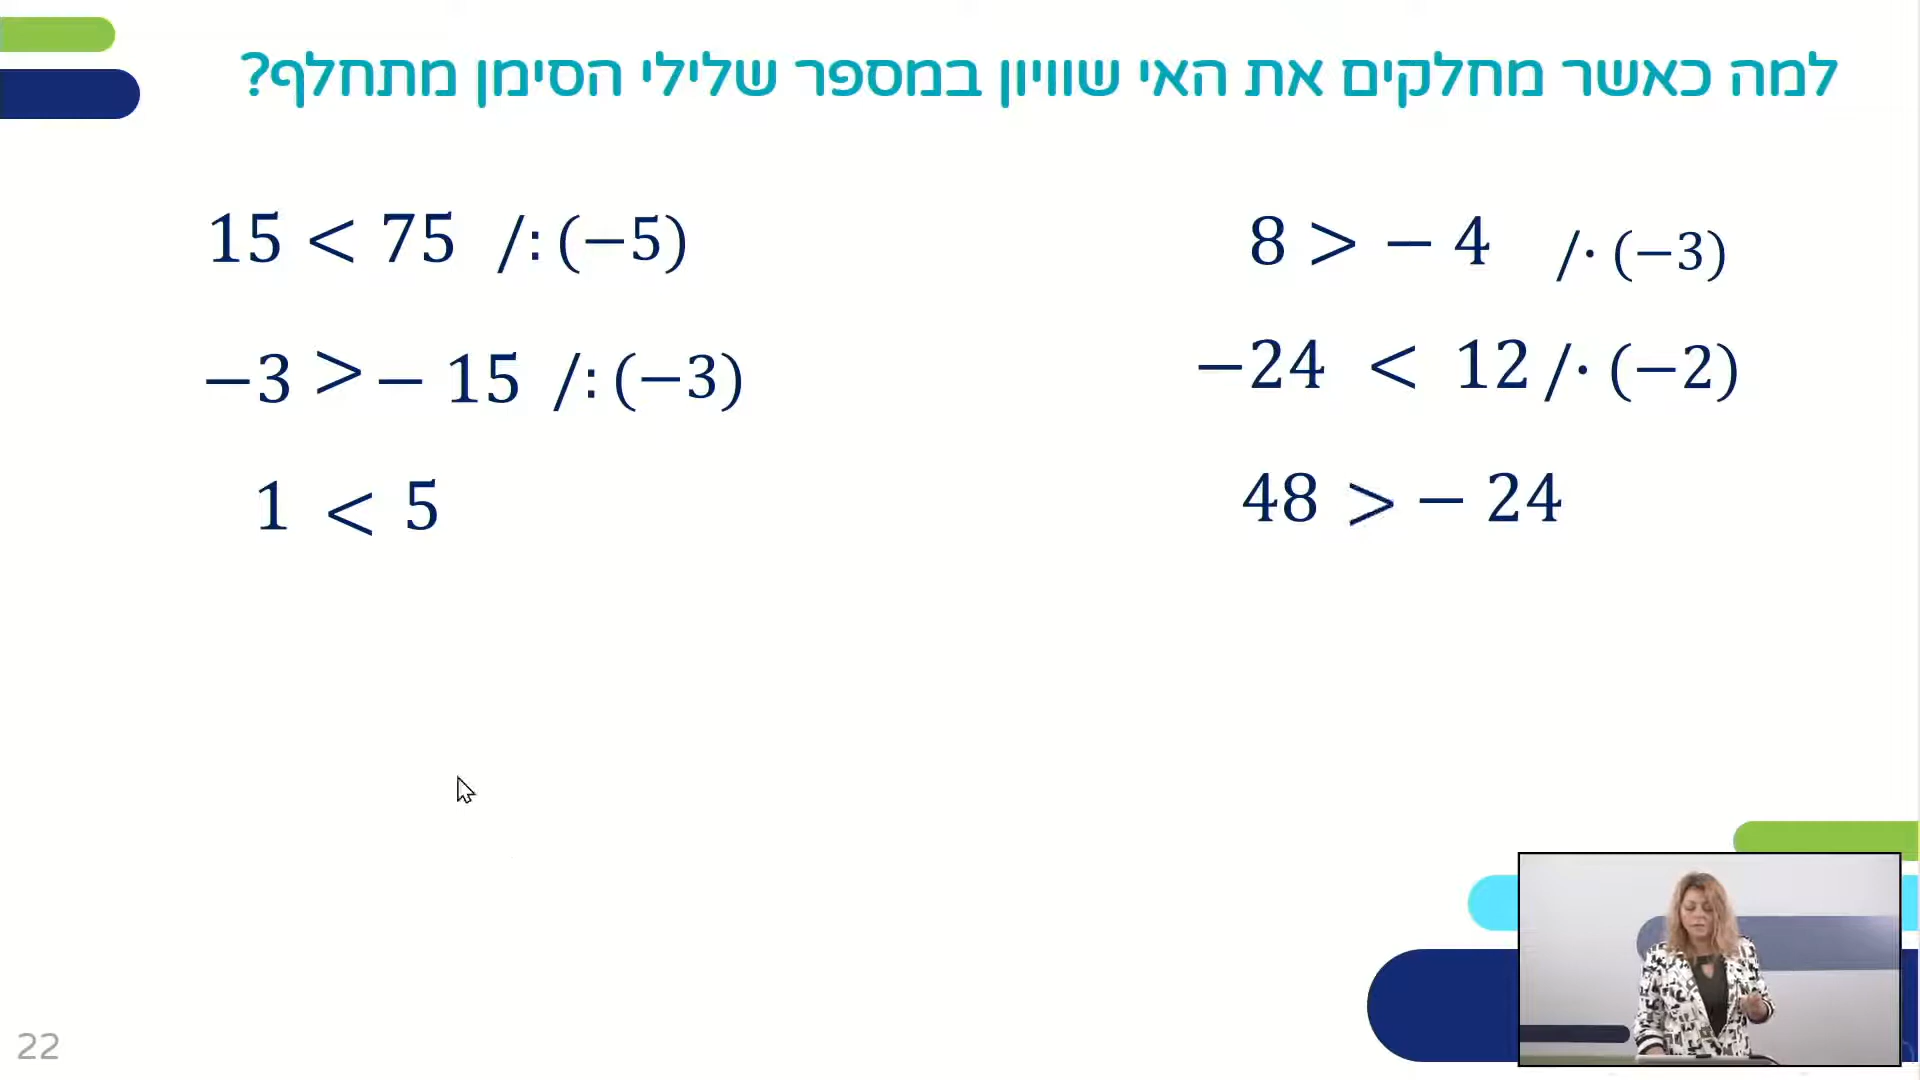 למה כאשר מחלקים את האי שוויון במספר שלילי הסימן מתחלף?
8 > − 4 /· (−3)
−24 < 12 /· (−2)
48 > − 24
15 < 75 /: (−5)
−3 > − 15 /: (−3)
1 < 5
22